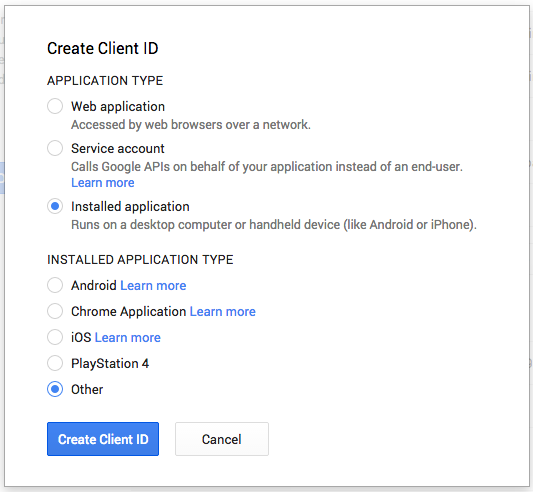 Create Client ID
APPLICATION TYPE
Web application
Accessed by web browsers over a network.
Service account
Calls Google APIs on behalf of your application instead of an end-user.
Learn more
Installed application
Runs on a desktop computer or handheld device (like Android or iPhone).
INSTALLED APPLICATION TYPE
Android Learn more
Chrome Application Learn more
iOS Learn more
PlayStation 4
Other
Create Client ID Cancel